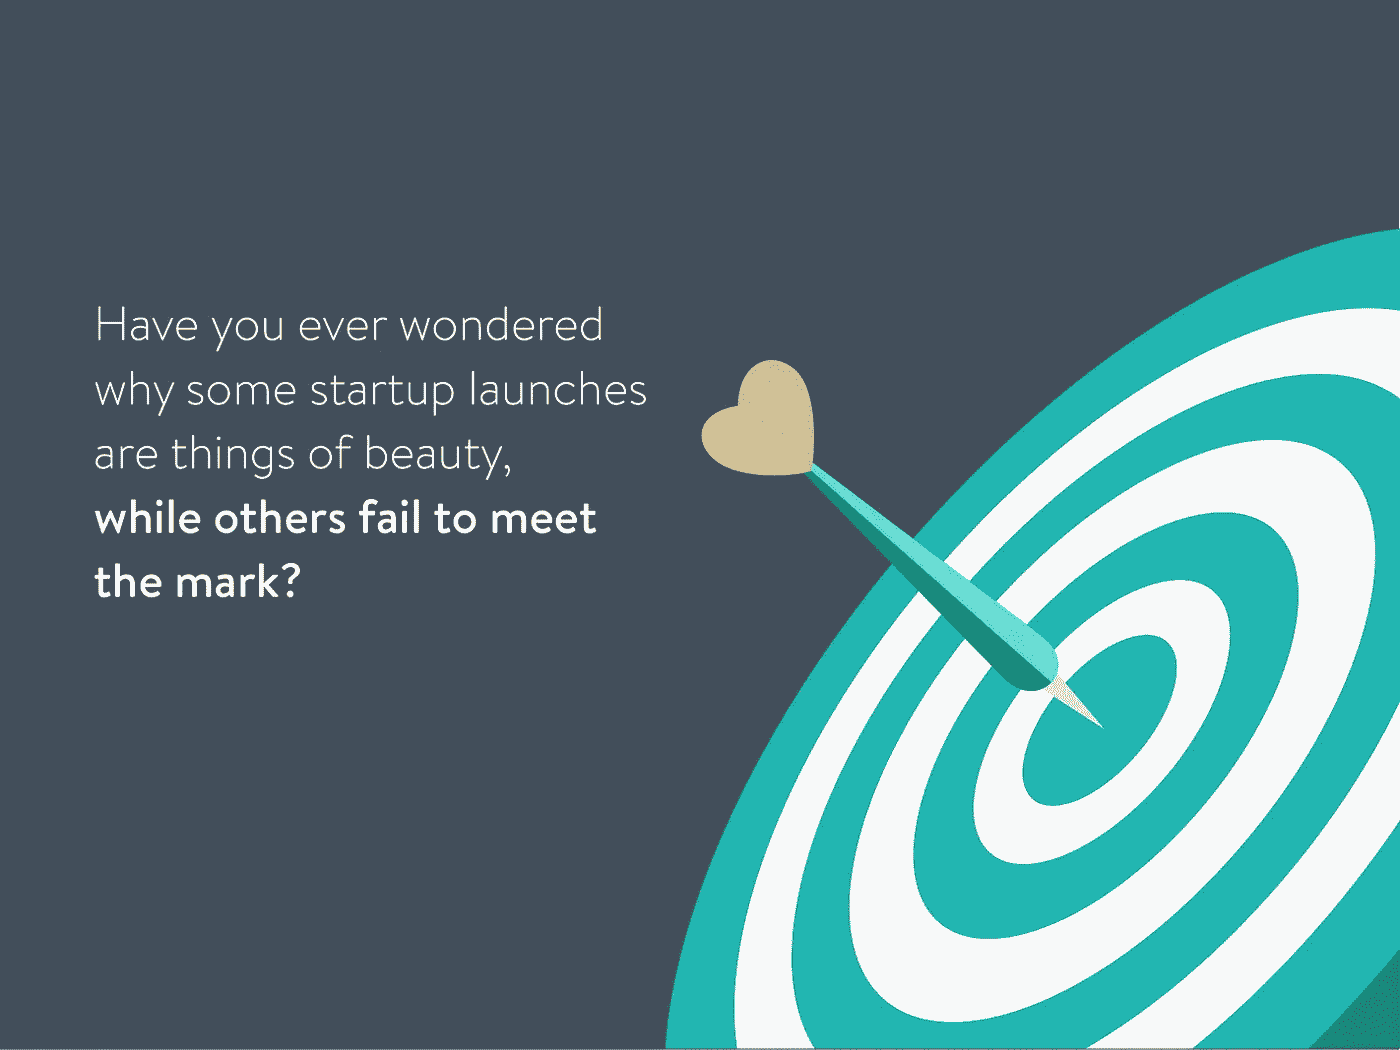 Have you ever wondered
why some startup launches
are things of beauty,
while others fail to meet
the mark?